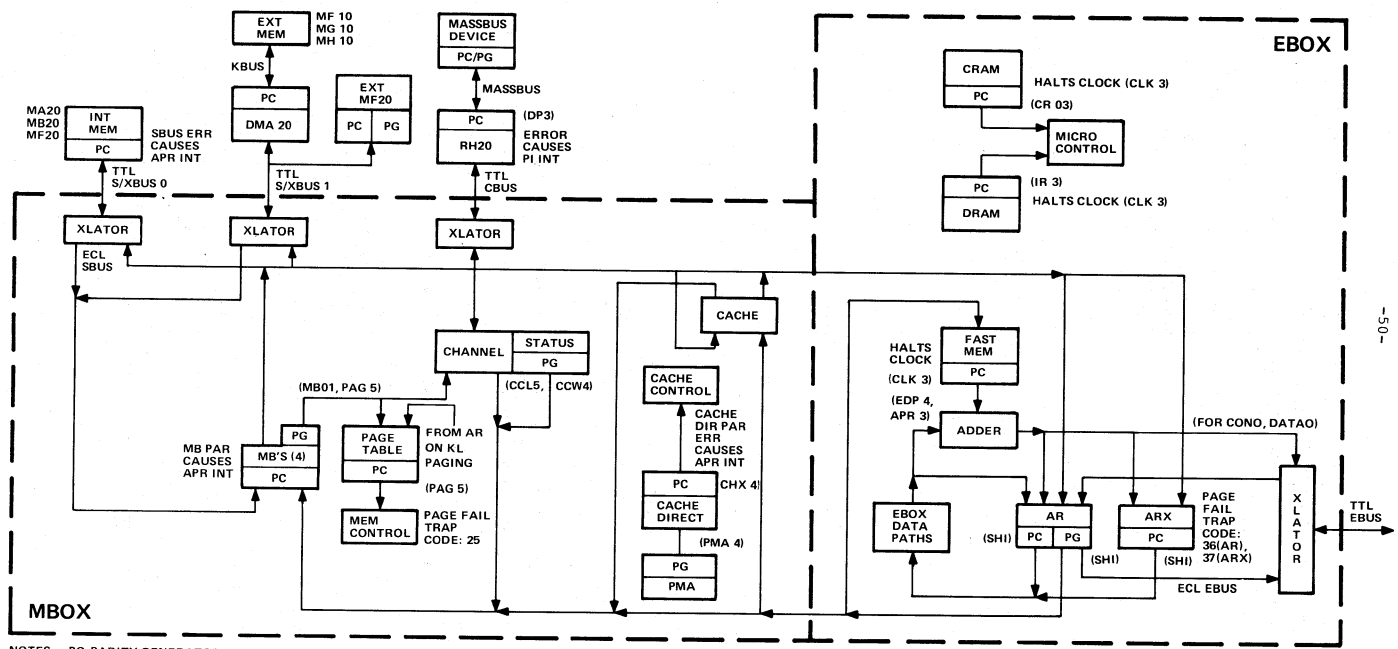 EXT
MEM
MF 10
MG 10
MH 10
KBUS
PC
DMA 20
EXT
MF20
PC
PG
MASSBUS
DEVICE
PC/PG
MASSBUS
PC
(DP3)
RH20
ERROR
CAUSES
PI INT
MA20
MB20
MF20
INT
MEM
PC
SBUS ERR
CAUSES
APR INT
TTL
S/XBUS 0
TTL
S/XBUS 1
TTL
CBUS
XLATOR
XLATOR
XLATOR
ECL
SBUS
CACHE
CHANNEL
STATUS
PG
(MB01, PAG 5)
(CCL5,
CCW4)
PG
MB'S (4)
PC
MB PAR
CAUSES
APR INT
PAGE
TABLE
PC
FROM AR
ON KL
PAGING
(PAG 5)
MEM
CONTROL
PAGE FAIL
TRAP
CODE: 25
CACHE
CONTROL
CACHE
DIR PAR
ERR
CAUSES
APR INT
PC
CHX 4)
CACHE
DIRECT
(PMA 4)
PG
PMA
MBOX
EBOX
CRAM
PC
HALTS CLOCK (CLK 3)
(CR 03)
MICRO
CONTROL
PC
DRAM
(IR 3)
HALTS CLOCK (CLK 3)
HALTS
CLOCK
(CLK 3)
FAST
MEM
PC
(EDP 4,
APR 3)
ADDER
(FOR CONO, DATAO)
EBOX
DATA
PATHS
AR
PC
PG
(SHI)
(SHI)
ARX
PC
(SHI)
PAGE
FAIL
TRAP
CODE:
36(AR),
37(ARX)
XLATOR
TTL
EBUS
ECL EBUS
-50-